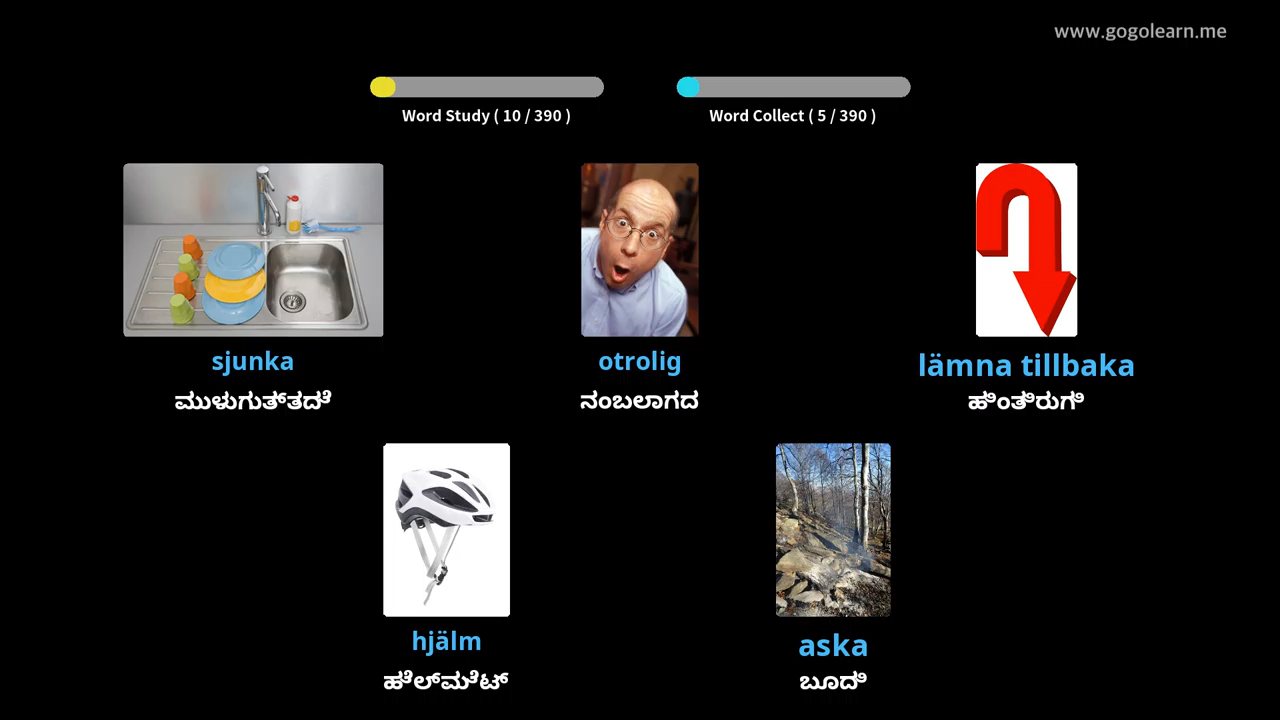 www.gogolearn.me
Word Study ( 10 / 390 )
Word Collect ( 5 / 390 )
sjunka
ಮುಳುಗುತ್ತದೆ
otrolig
ನಂಬಲಾಗದ
lämna tillbaka
ಹಿಂತಿರುಗಿ
hjälm
ಹೆಲ್ಮೆಟ್
aska
ಬೂದಿ